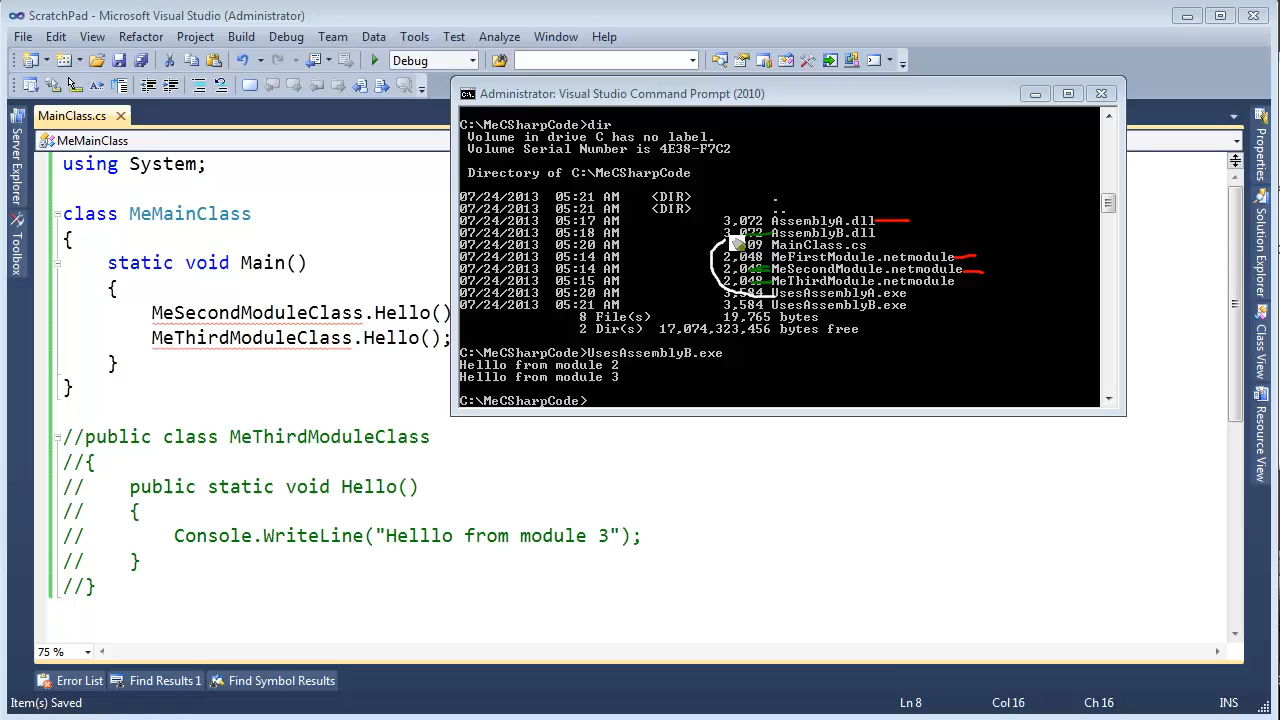 ScratchPad - Microsoft Visual Studio (Administrator)
File Edit View Refactor Project Build Debug Team Data Tools Test Analyze Window Help
Debug
MainClass.cs
MeMainClass
Server Explorer
Toolbox
using System;
class MeMainClass
{
static void Main()
{
MeSecondModuleClass.Hello()
MeThirdModuleClass.Hello();
}
}
//public class MeThirdModuleClass
//{
// public static void Hello()
// {
// Console.WriteLine("Helllo from module 3");
// }
//}
Administrator: Visual Studio Command Prompt (2010)
C:\MeCSharpCode>dir
Volume in drive C has no label.
Volume Serial Number is 4E38-F7C2
Directory of C:\MeCSharpCode
07/24/2013 05:21 AM <DIR> .
07/24/2013 05:21 AM <DIR> ..
07/24/2013 05:17 AM 3,072 AssemblyA.dll
07/24/2013 05:18 AM 3,072 AssemblyB.dll
07/24/2013 05:20 AM 09 MainClass.cs
07/24/2013 05:14 AM 2,048 MeFirstModule.netmodule
07/24/2013 05:14 AM 2,048 MeSecondModule.netmodule
07/24/2013 05:15 AM 2,048 MeThirdModule.netmodule
07/24/2013 05:20 AM 3,584 UsesAssemblyA.exe
07/24/2013 05:21 AM 3,584 UsesAssemblyB.exe
8 File(s) 19,765 bytes
2 Dir(s) 17,074,323,456 bytes free
C:\MeCSharpCode>UsesAssemblyB.exe
Helllo from module 2
Helllo from module 3
C:\MeCSharpCode>
Properties
Solution Explorer
Class View
Resource View
75 %
Error List Find Results 1 Find Symbol Results
Item(s) Saved Ln 8 Col 16 Ch 16 INS